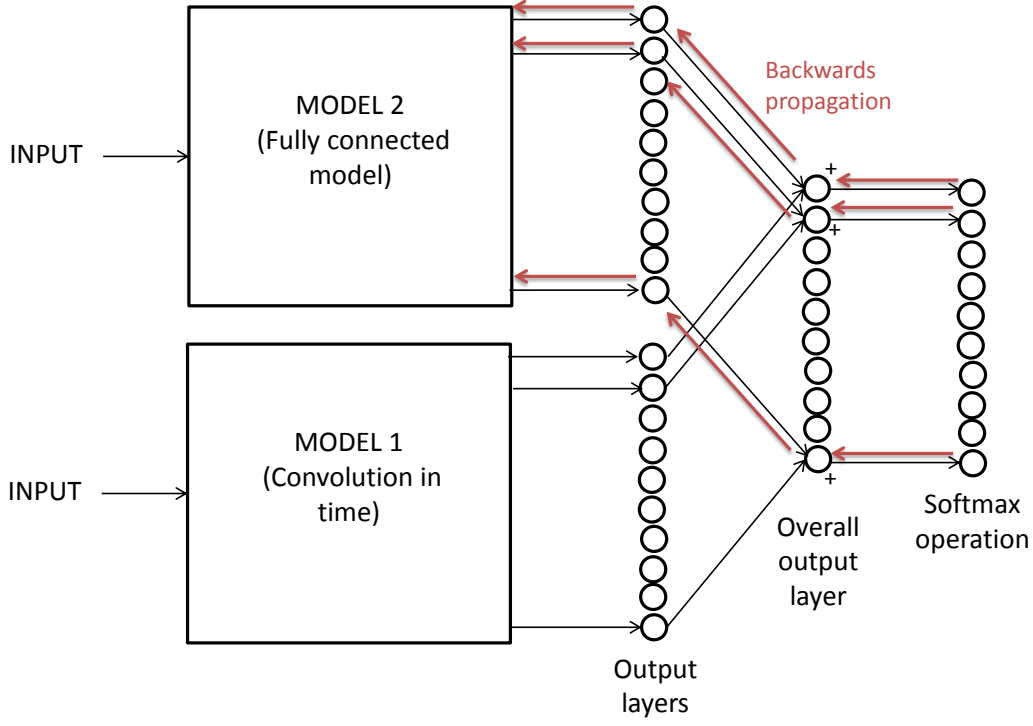 Backwards
propagation
MODEL 2
(Fully connected
model)
INPUT
+
+
MODEL 1
(Convolution in
time)
INPUT
+
Output
layers
Overall
output
layer
Softmax
operation